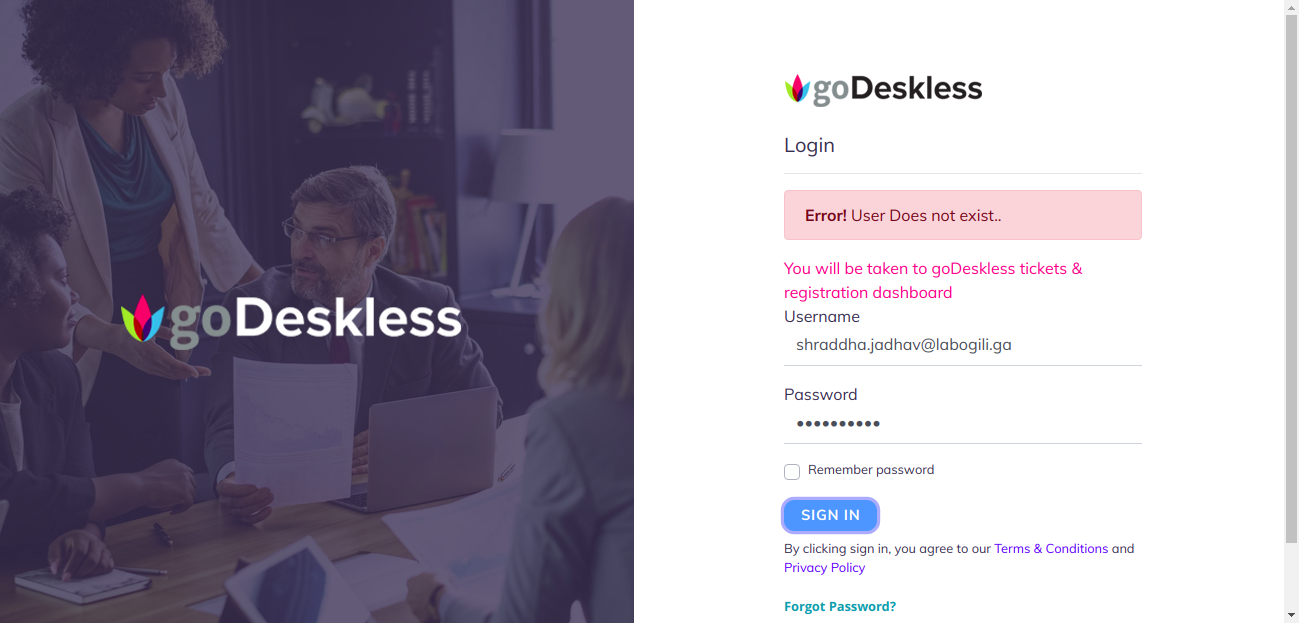 goDeskless
goDeskless
Login
Error! User Does not exist..
You will be taken to goDeskless tickets &
registration dashboard
Username
shraddha.jadhav@labogili.ga
Password
••••••••••
Remember password
SIGN IN
By clicking sign in, you agree to our Terms & Conditions and
Privacy Policy
Forgot Password?